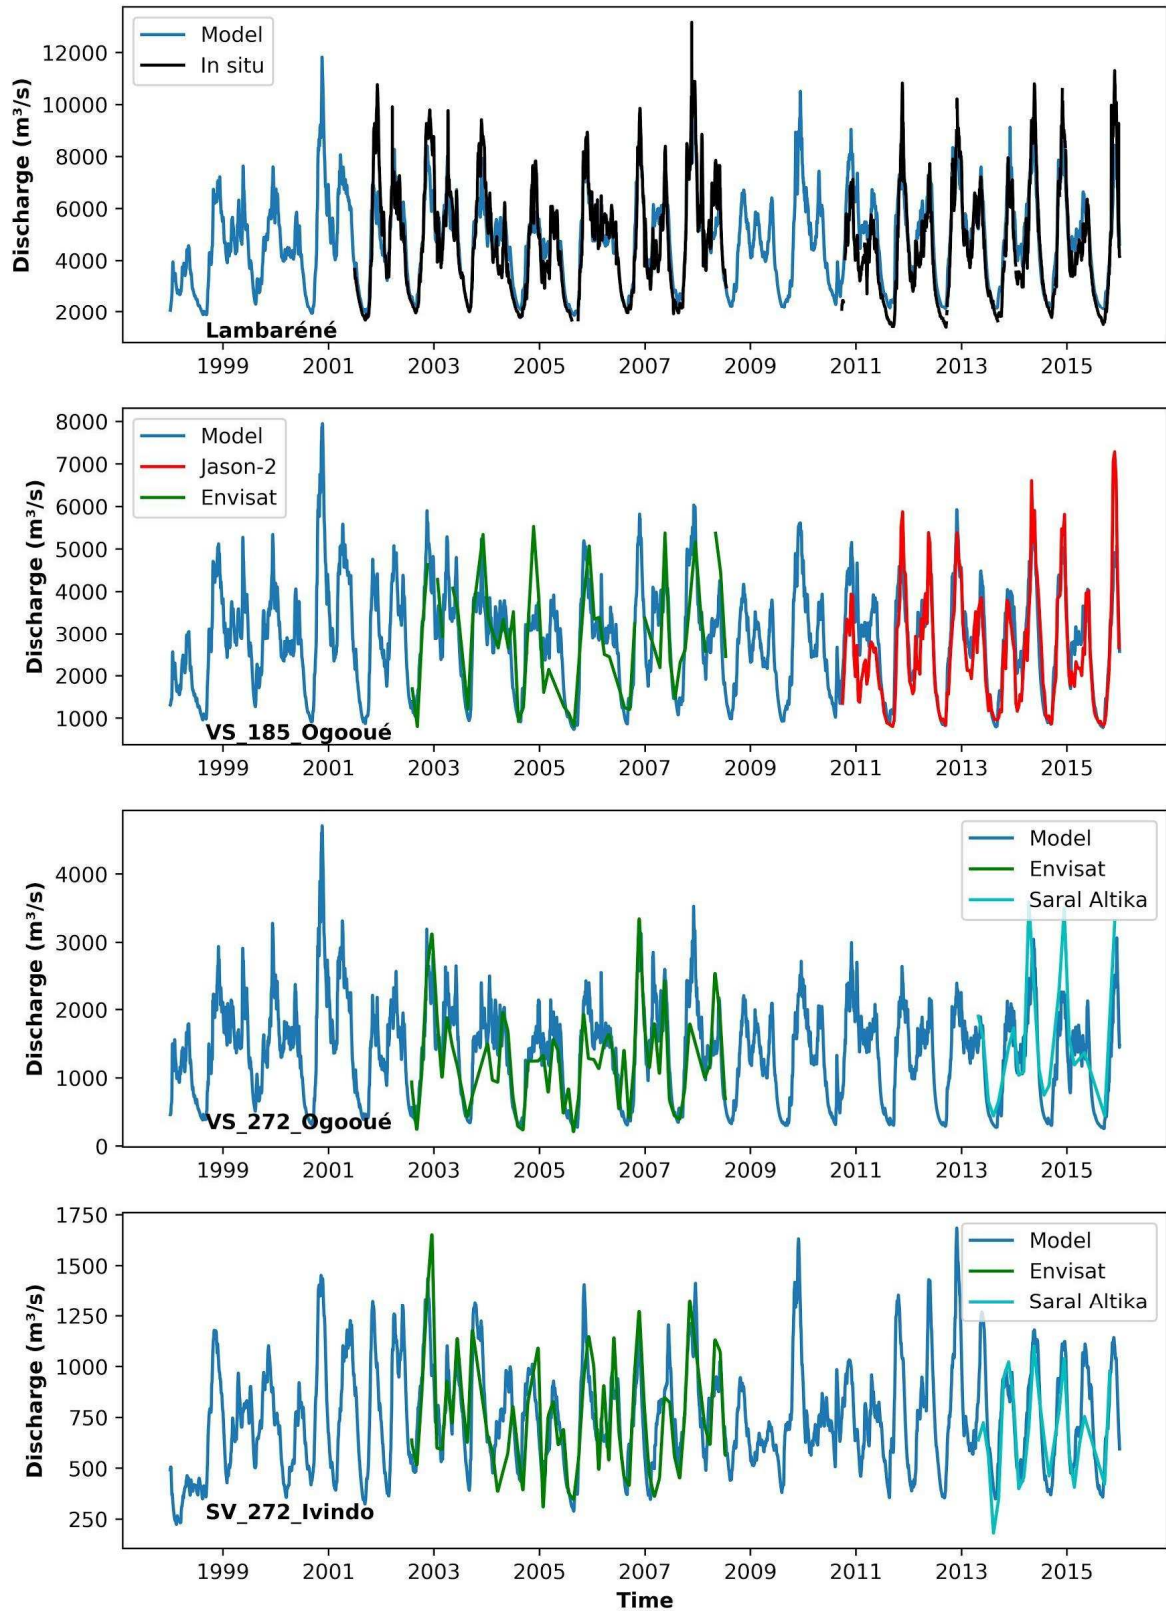 Model
In situ
12000
10000
8000
6000
4000
2000
Discharge (m³/s)
Lambaréné
1999 2001 2003 2005 2007 2009 2011 2013 2015
Model
Jason-2
Envisat
8000
7000
6000
5000
4000
3000
2000
1000
Discharge (m³/s)
VS_185_Ogooué
1999 2001 2003 2005 2007 2009 2011 2013 2015
Model
Envisat
Saral Altika
4000
3000
2000
1000
0
Discharge (m³/s)
VS_272_Ogooué
1999 2001 2003 2005 2007 2009 2011 2013 2015
Model
Envisat
Saral Altika
1750
1500
1250
1000
750
500
250
Discharge (m³/s)
SV_272_Ivindo
1999 2001 2003 2005 2007 2009 2011 2013 2015
Time